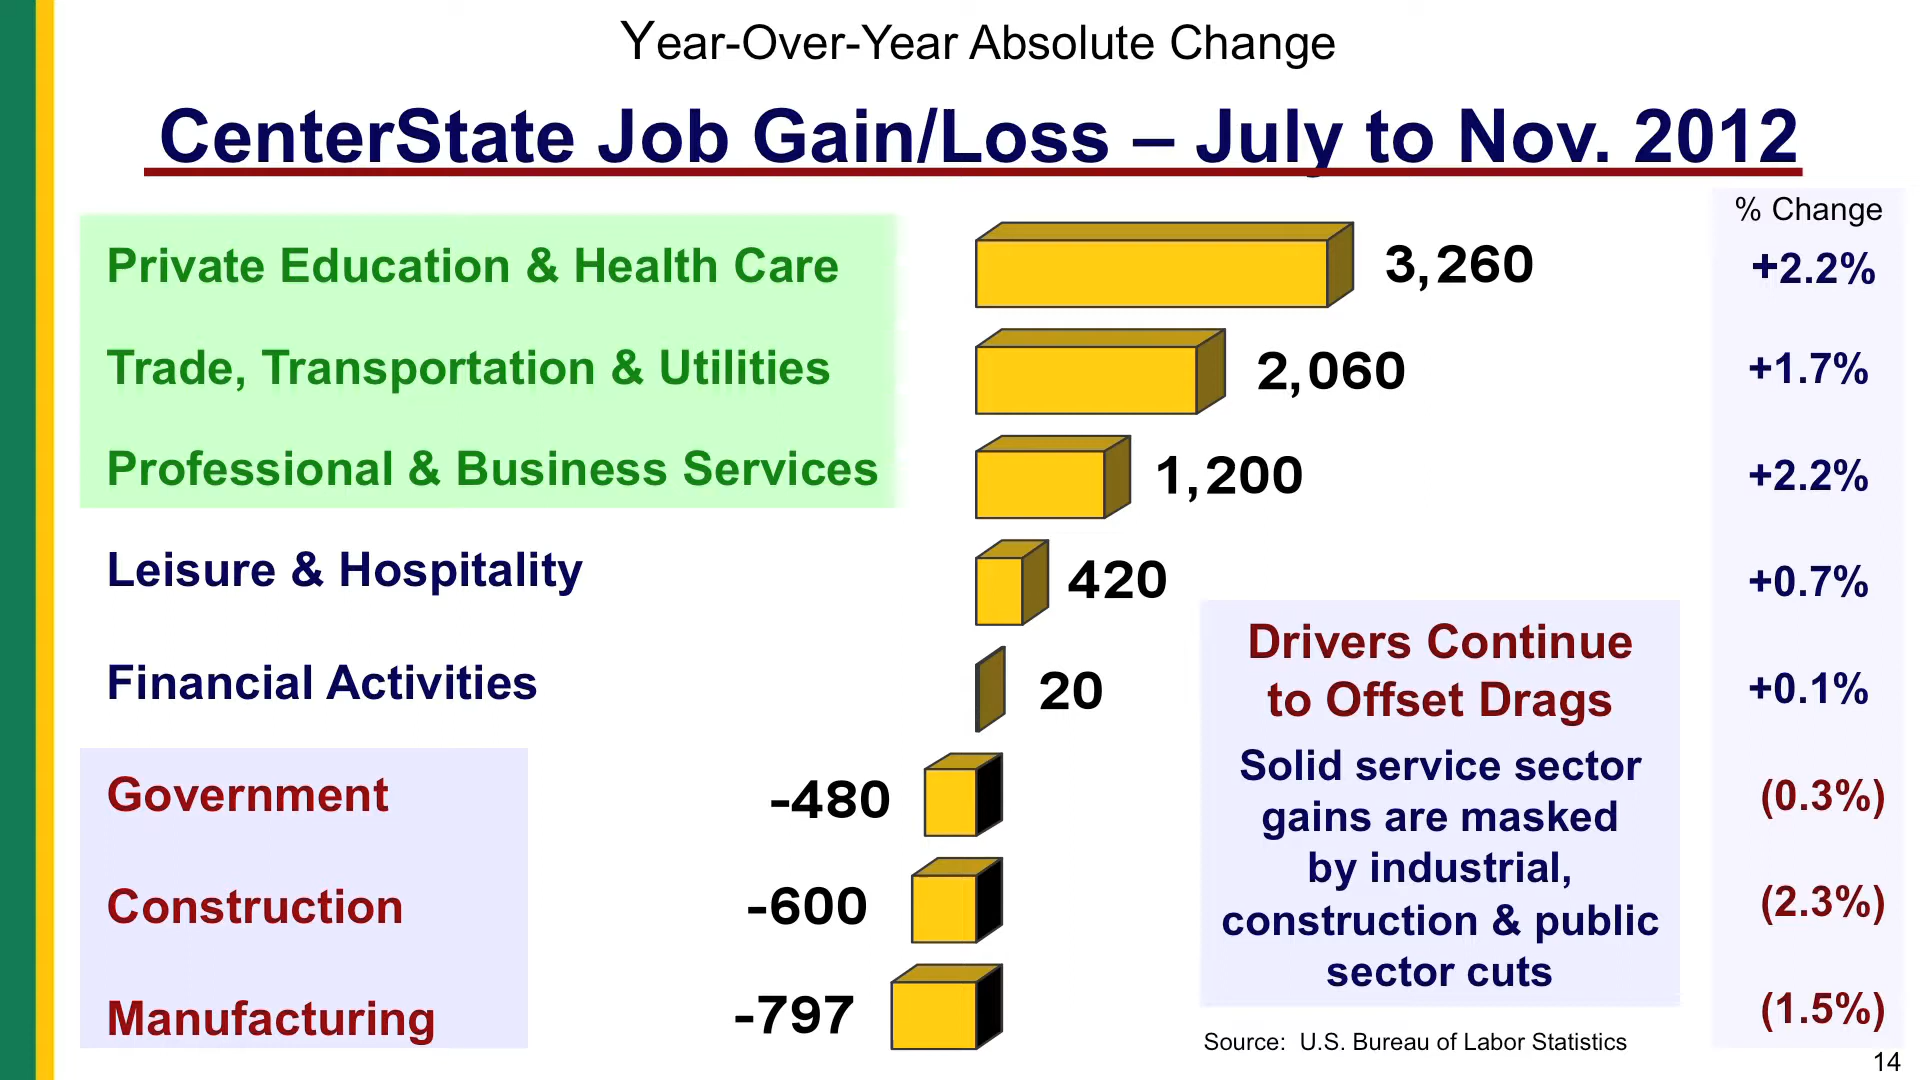 Year-Over-Year Absolute Change
CenterState Job Gain/Loss – July to Nov. 2012
% Change
Private Education & Health Care 3,260 +2.2%
Trade, Transportation & Utilities 2,060 +1.7%
Professional & Business Services 1,200 +2.2%
Leisure & Hospitality 420 +0.7%
Financial Activities 20 +0.1%
Government -480 (0.3%)
Construction -600 (2.3%)
Manufacturing -797 (1.5%)
Drivers Continue
to Offset Drags
Solid service sector
gains are masked
by industrial,
construction & public
sector cuts
Source: U.S. Bureau of Labor Statistics
14